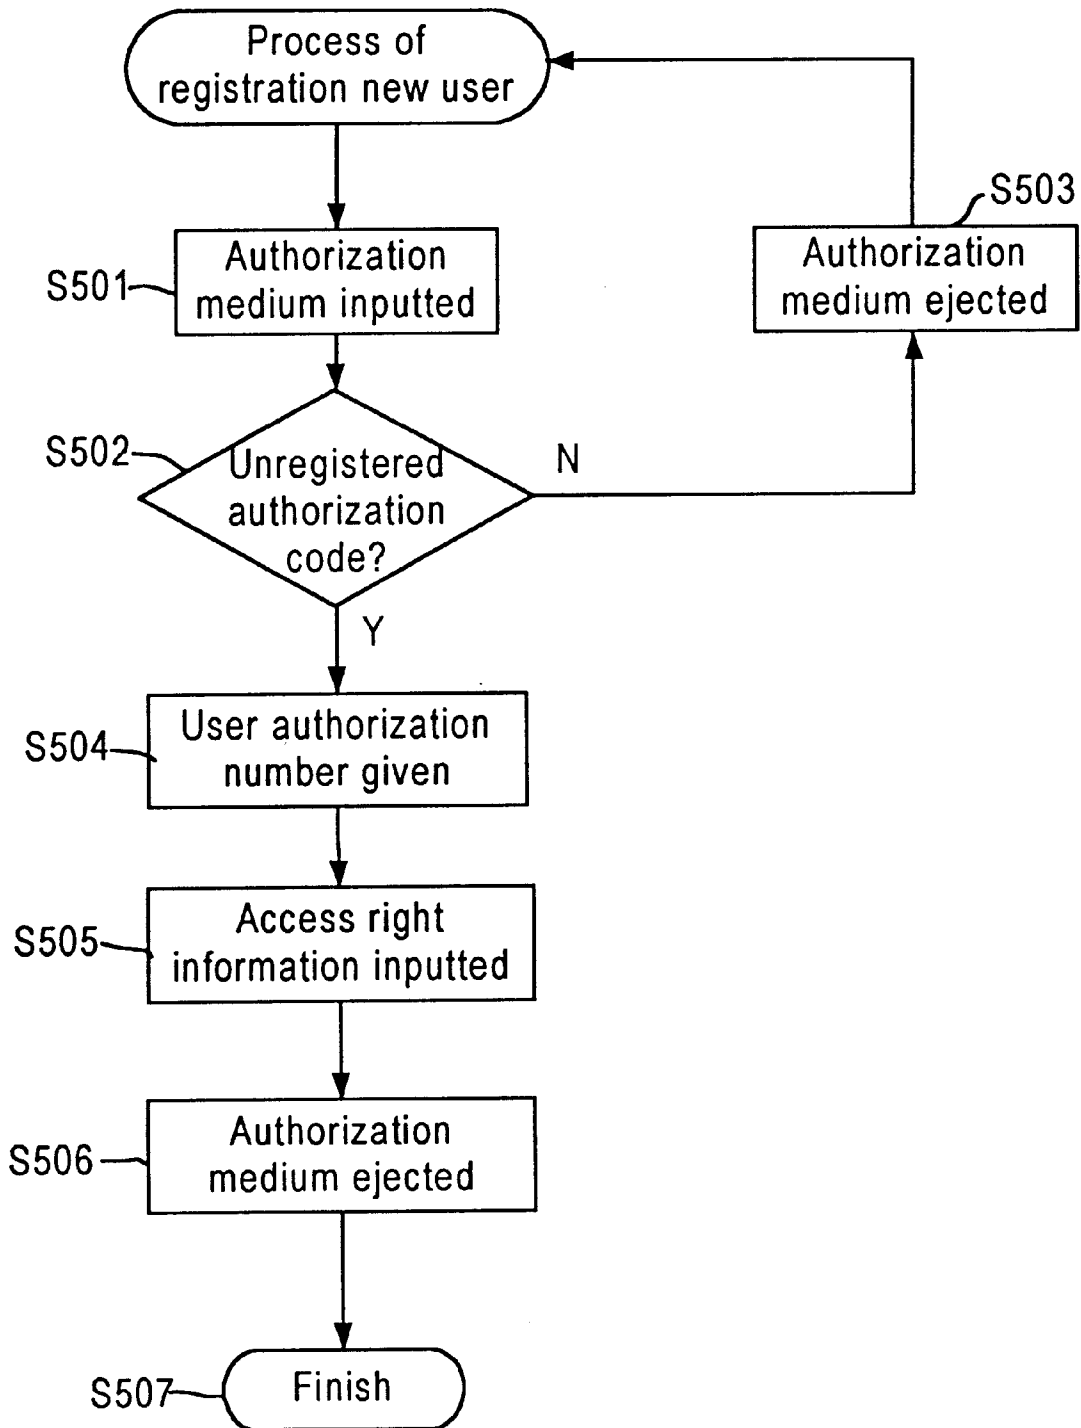 Process of
registration new user
S503
Authorization
medium ejected
S501
Authorization
medium inputted
S502
Unregistered
authorization
code?
N
Y
S504
User authorization
number given
S505
Access right
information inputted
S506
Authorization
medium ejected
S507
Finish